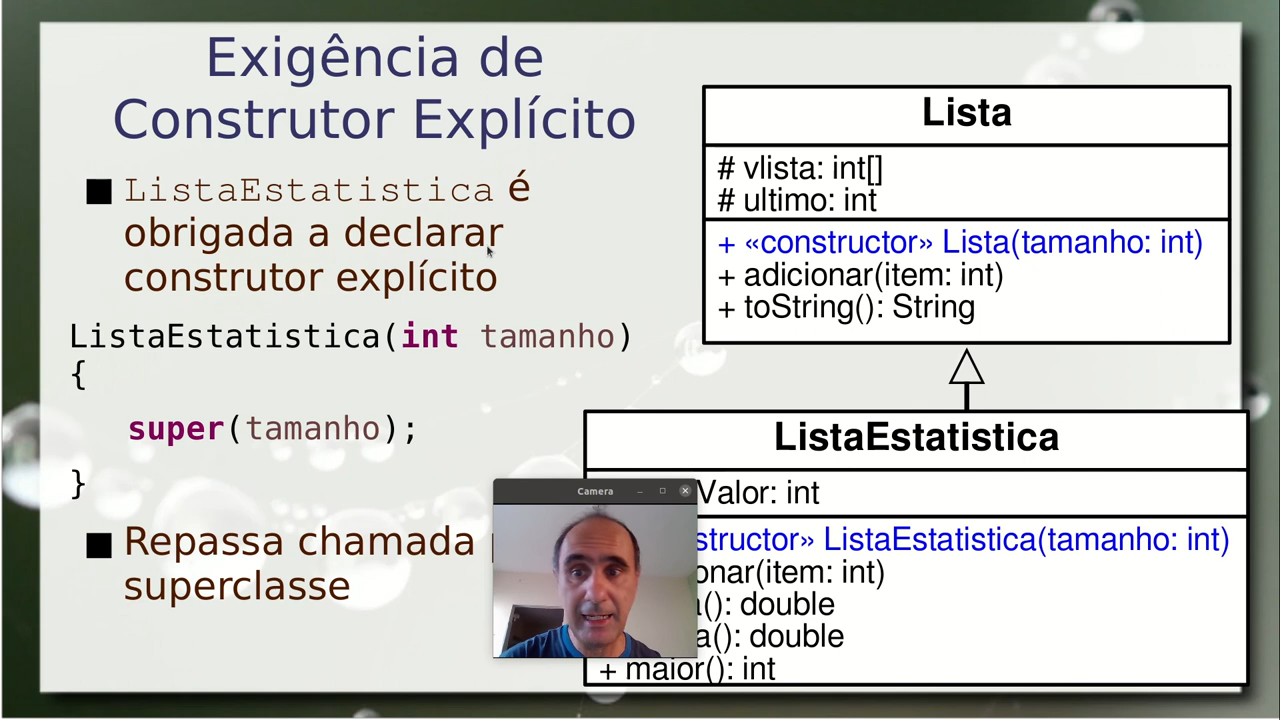 Exigência de
Construtor Explícito
ListaEstatistica é
obrigada a declarar
construtor explícito
ListaEstatistica(int tamanho)
{
super(tamanho);
}
Repassa chamada
superclasse
Lista
# vlista: int[]
# ultimo: int
+ «constructor» Lista(tamanho: int)
+ adicionar(item: int)
+ toString(): String
ListaEstatistica
Valor: int
structor» ListaEstatistica(tamanho: int)
onar(item: int)
a(): double
a(): double
+ maior(): int
Camera